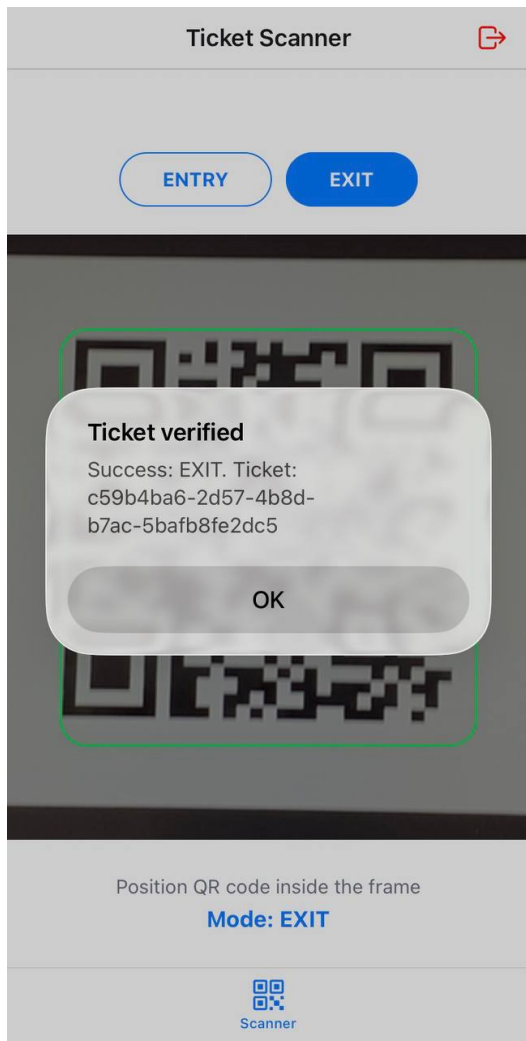 Ticket Scanner
ENTRY
EXIT
Ticket verified
Success: EXIT. Ticket:
c59b4ba6-2d57-4b8d-
b7ac-5bafb8fe2dc5
OK
Position QR code inside the frame
Mode: EXIT
Scanner